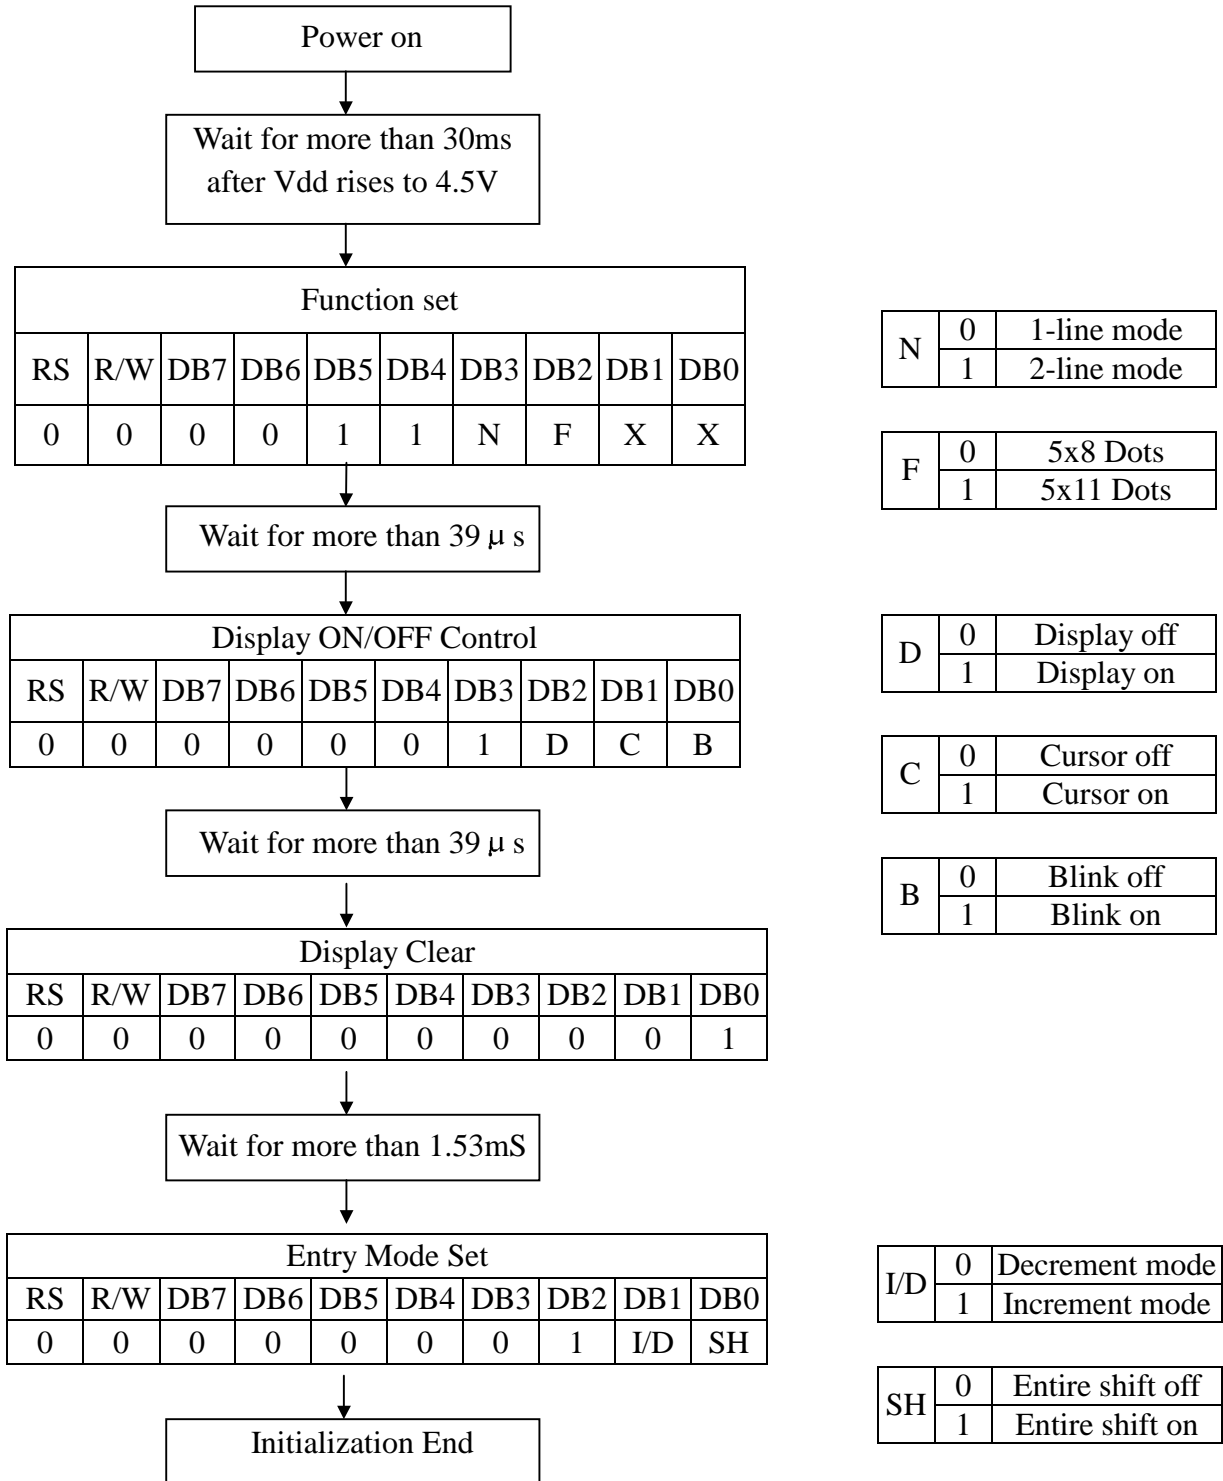 Power on
Wait for more than 30ms
after Vdd rises to 4.5V
Function set
RS R/W DB7 DB6 DB5 DB4 DB3 DB2 DB1 DB0
0 0 0 0 1 1 N F X X
N 0 1-line mode
1 2-line mode
F 0 5x8 Dots
1 5x11 Dots
Wait for more than 39 μ s
Display ON/OFF Control
RS R/W DB7 DB6 DB5 DB4 DB3 DB2 DB1 DB0
0 0 0 0 0 0 1 D C B
D 0 Display off
1 Display on
C 0 Cursor off
1 Cursor on
B 0 Blink off
1 Blink on
Wait for more than 39 μ s
Display Clear
RS R/W DB7 DB6 DB5 DB4 DB3 DB2 DB1 DB0
0 0 0 0 0 0 0 0 0 1
Wait for more than 1.53mS
Entry Mode Set
RS R/W DB7 DB6 DB5 DB4 DB3 DB2 DB1 DB0
0 0 0 0 0 0 0 1 I/D SH
I/D 0 Decrement mode
1 Increment mode
SH 0 Entire shift off
1 Entire shift on
Initialization End